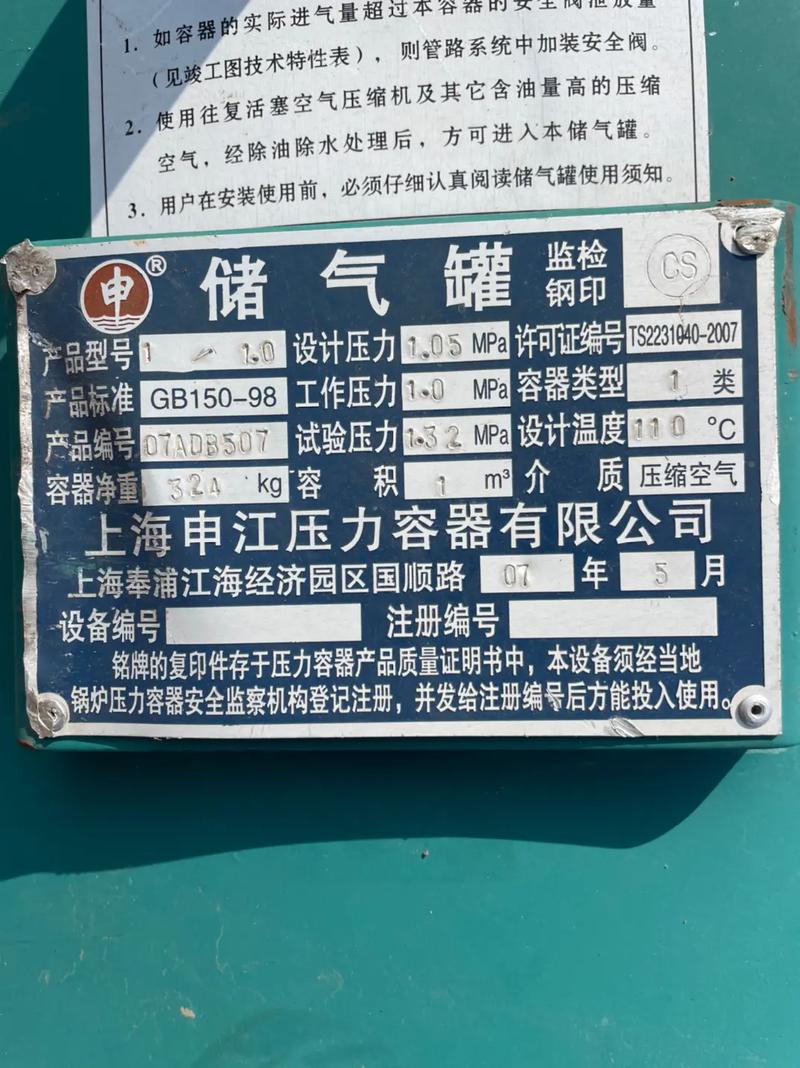 1. 如容器的实际进气量超过本容器的安全阀泄放量
(见竣工图技术特性表),则管路系统中加装安全阀。
2. 使用往复活塞空气压缩机及其它含油量高的压缩
空气,经除油除水处理后,方可进入本储气罐。
3. 用户在安装使用前,必须仔细认真阅读储气罐使用须知。
申® 储气罐 监检钢印 CS
产品型号 1-1.0 设计压力 1.05 MPa 许可证编号 TS2231040-2007
产品标准 GB150-98 工作压力 1.0 MPa 容器类型 1 类
产品编号 07ADB507 试验压力 1.32 MPa 设计温度 110 ℃
容器净重 324 kg 容积 1 m³ 介质 压缩空气
上海申江压力容器有限公司
上海奉浦江海经济园区国顺路 07 年 5 月
设备编号 注册编号
铭牌的复印件存于压力容器产品质量证明书中,本设备须经当地
锅炉压力容器安全监察机构登记注册,并发给注册编号后方能投入使用。